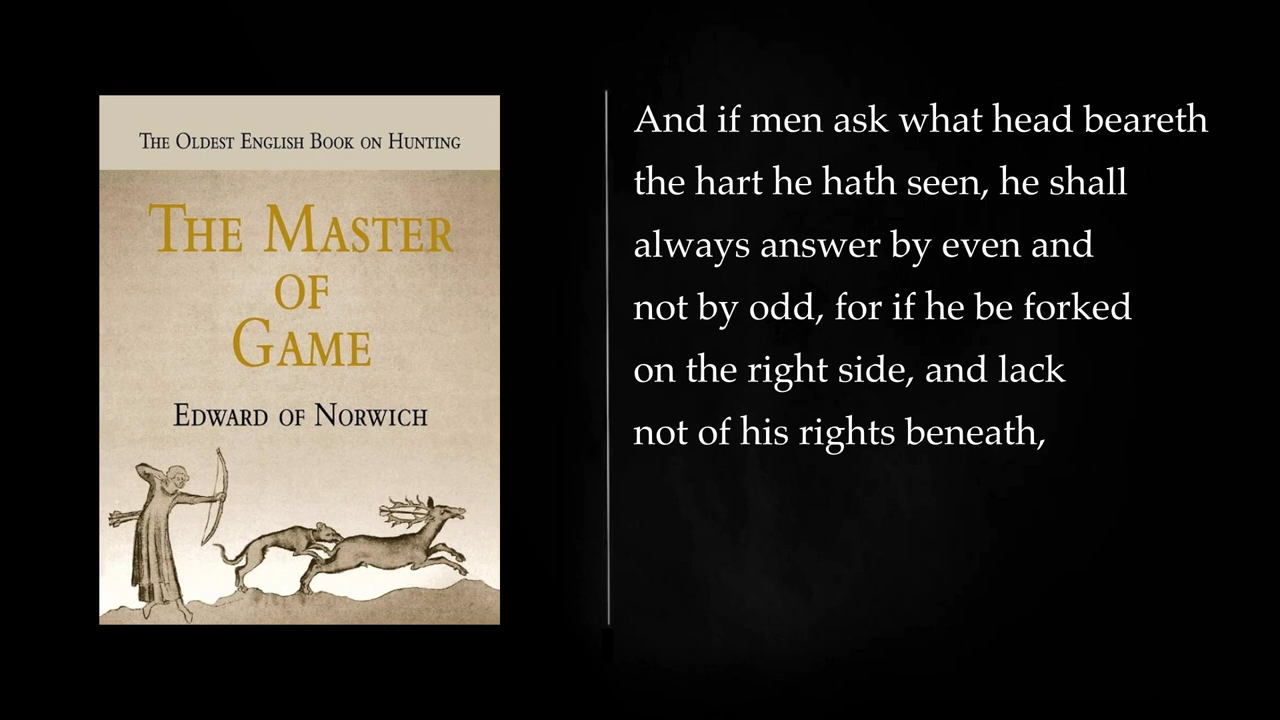 The Oldest English Book on Hunting
The Master
of
Game
Edward of Norwich
And if men ask what head beareth
the hart he hath seen, he shall
always answer by even and
not by odd, for if he be forked
on the right side, and lack
not of his rights beneath,